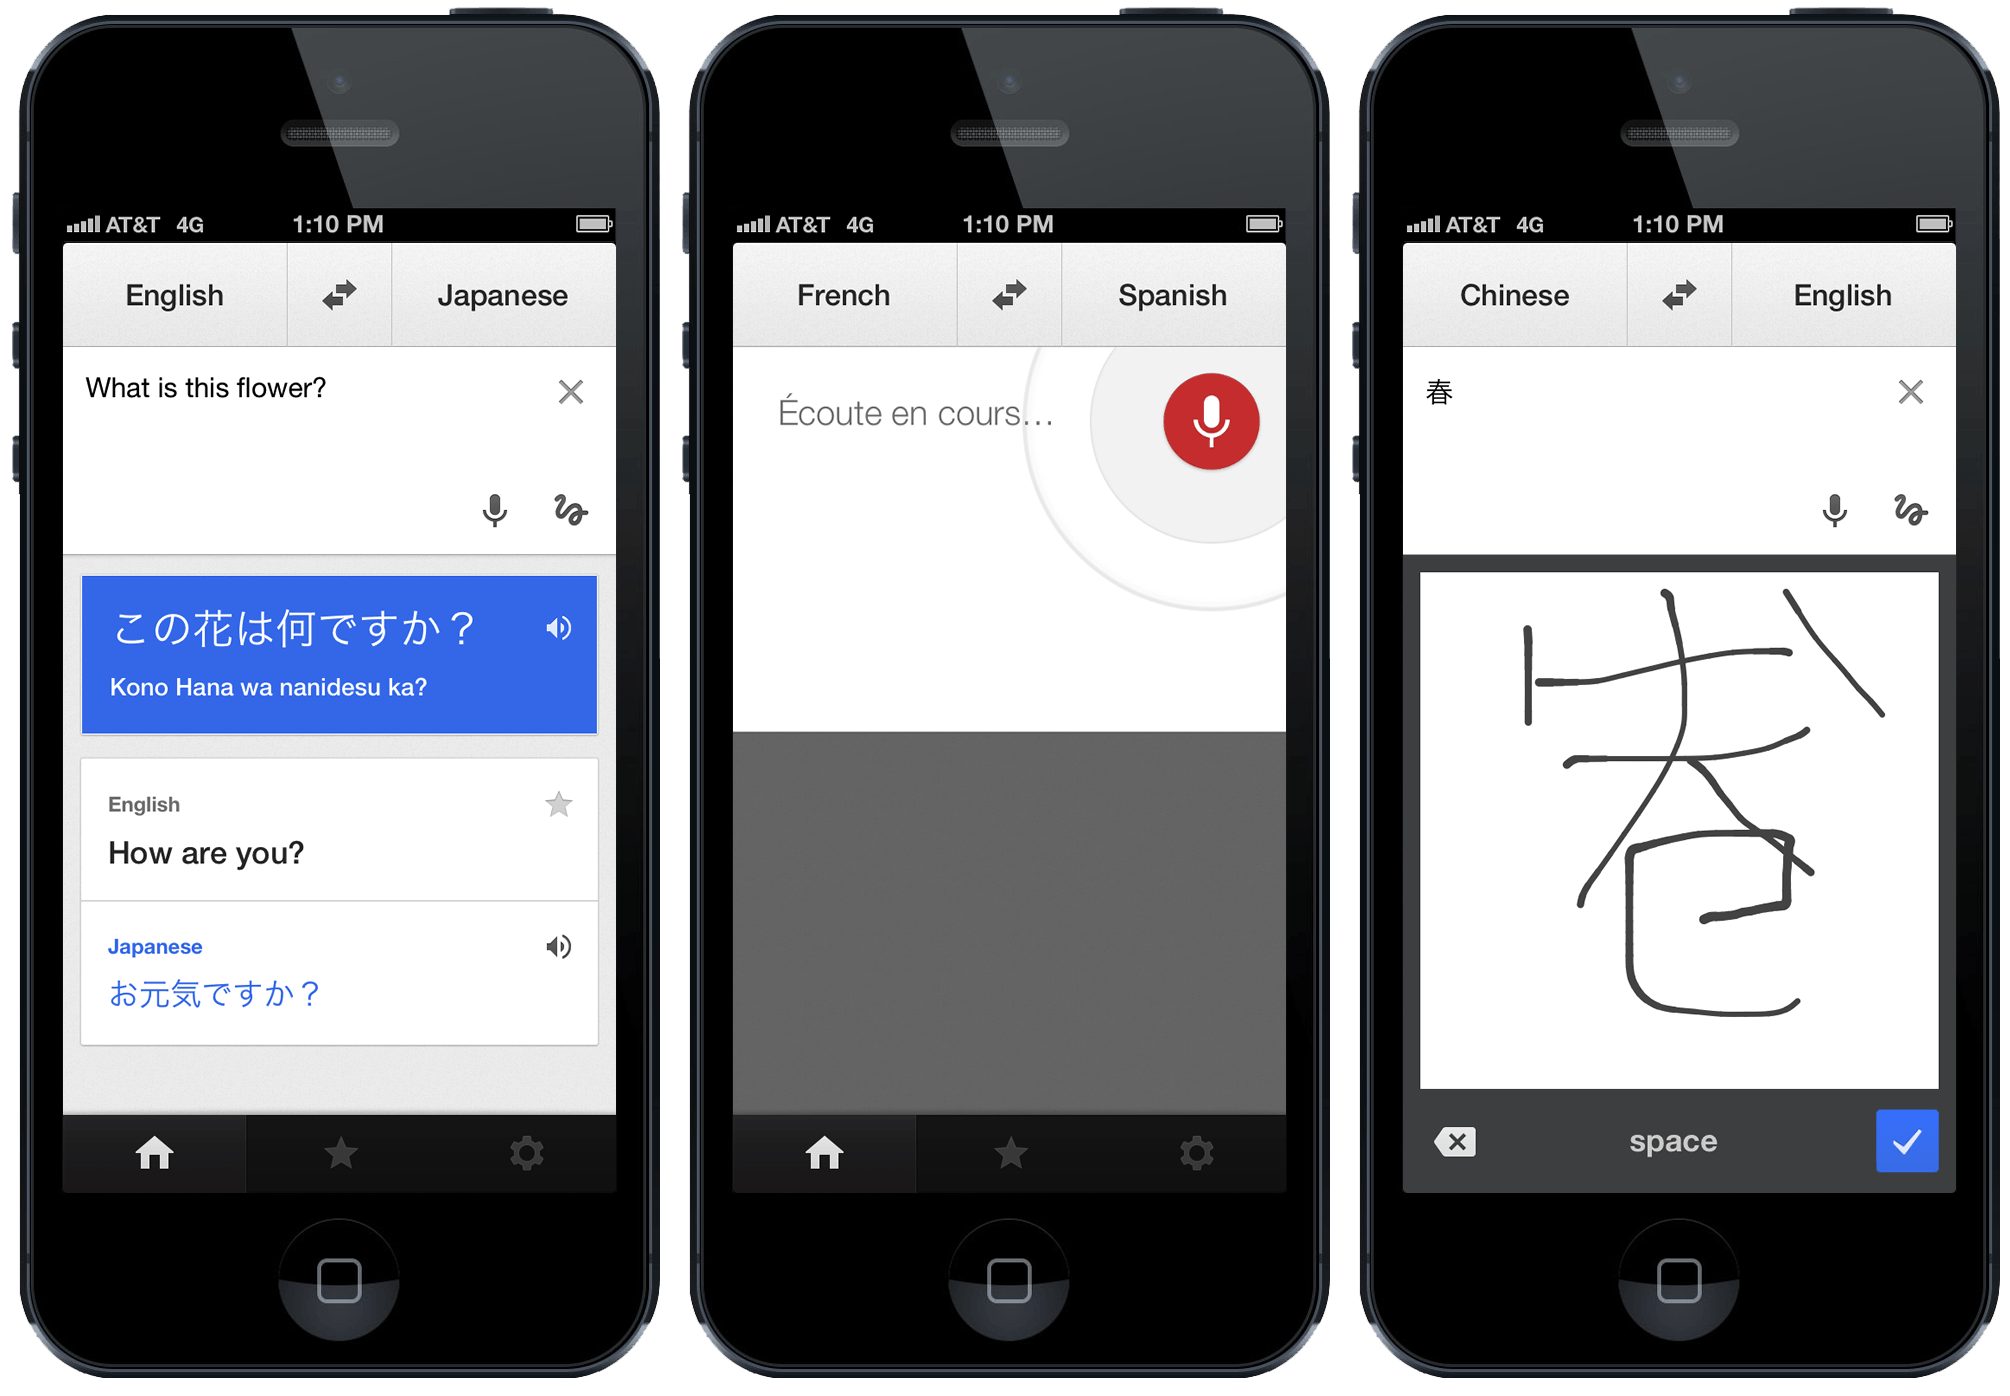 AT&T 4G 1:10 PM
English Japanese
What is this flower?
この花は何ですか？
Kono Hana wa nanidesu ka?
English
How are you?
Japanese
お元気ですか？
AT&T 4G 1:10 PM
French Spanish
Écoute en cours...
AT&T 4G 1:10 PM
Chinese English
春
space